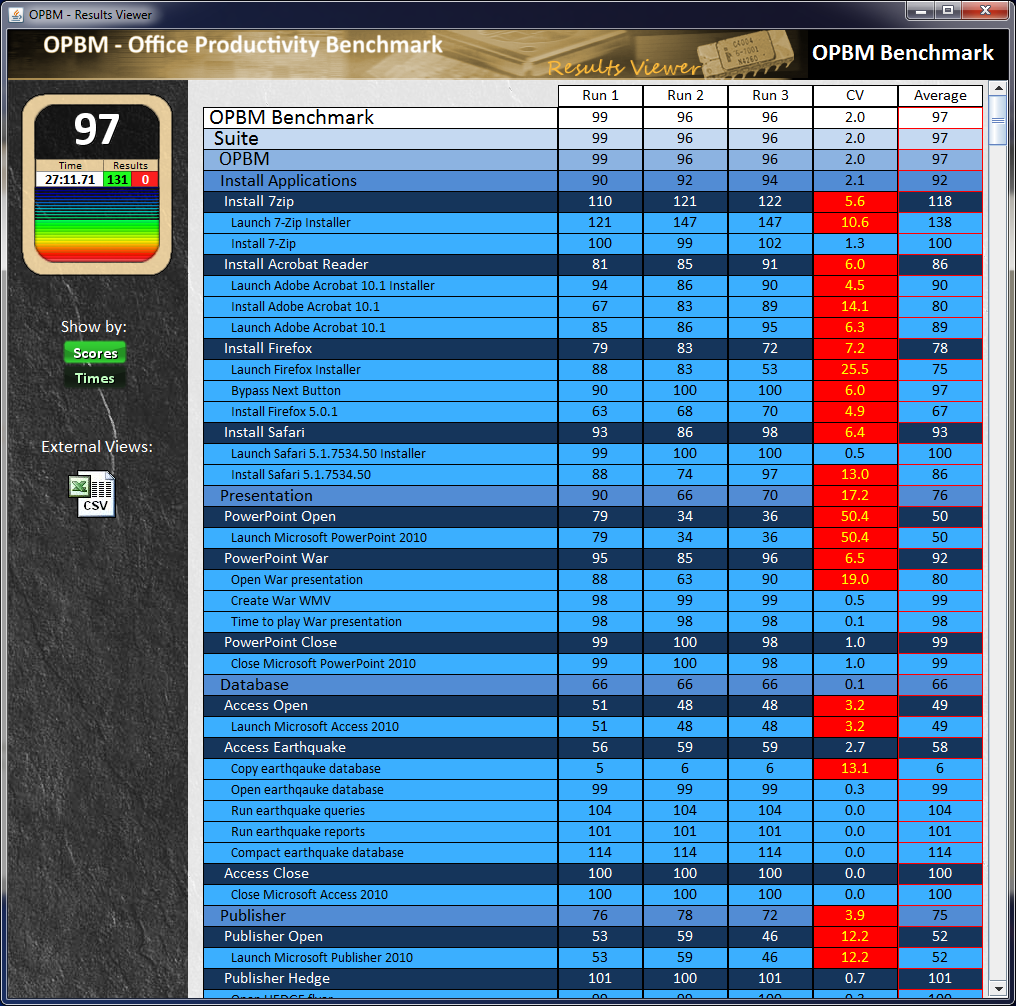 OPBM - Results Viewer
OPBM - Office Productivity Benchmark
Results Viewer
OPBM Benchmark
97
Time Results
27:11.71 131 0
Show by:
Scores
Times
External Views:
CSV
Run 1 Run 2 Run 3 CV Average
OPBM Benchmark 99 96 96 2.0 97
Suite 99 96 96 2.0 97
OPBM 99 96 96 2.0 97
Install Applications 90 92 94 2.1 92
Install 7zip 110 121 122 5.6 118
Launch 7-Zip Installer 121 147 147 10.6 138
Install 7-Zip 100 99 102 1.3 100
Install Acrobat Reader 81 85 91 6.0 86
Launch Adobe Acrobat 10.1 Installer 94 86 90 4.5 90
Install Adobe Acrobat 10.1 67 83 89 14.1 80
Launch Adobe Acrobat 10.1 85 86 95 6.3 89
Install Firefox 79 83 72 7.2 78
Launch Firefox Installer 88 83 53 25.5 75
Bypass Next Button 90 100 100 6.0 97
Install Firefox 5.0.1 63 68 70 4.9 67
Install Safari 93 86 98 6.4 93
Launch Safari 5.1.7534.50 Installer 99 100 100 0.5 100
Install Safari 5.1.7534.50 88 74 97 13.0 86
Presentation 90 66 70 17.2 76
PowerPoint Open 79 34 36 50.4 50
Launch Microsoft PowerPoint 2010 79 34 36 50.4 50
PowerPoint War 95 85 96 6.5 92
Open War presentation 88 63 90 19.0 80
Create War WMV 98 99 99 0.5 99
Time to play War presentation 98 98 98 0.1 98
PowerPoint Close 99 100 98 1.0 99
Close Microsoft PowerPoint 2010 99 100 98 1.0 99
Database 66 66 66 0.1 66
Access Open 51 48 48 3.2 49
Launch Microsoft Access 2010 51 48 48 3.2 49
Access Earthquake 56 59 59 2.7 58
Copy earthqauke database 5 6 6 13.1 6
Open earthqauke database 99 99 99 0.3 99
Run earthquake queries 104 104 104 0.0 104
Run earthquake reports 101 101 101 0.0 101
Compact earthquake database 114 114 114 0.0 114
Access Close 100 100 100 0.0 100
Close Microsoft Access 2010 100 100 100 0.0 100
Publisher 76 78 72 3.9 75
Publisher Open 53 59 46 12.2 52
Launch Microsoft Publisher 2010 53 59 46 12.2 52
Publisher Hedge 101 100 101 0.7 101